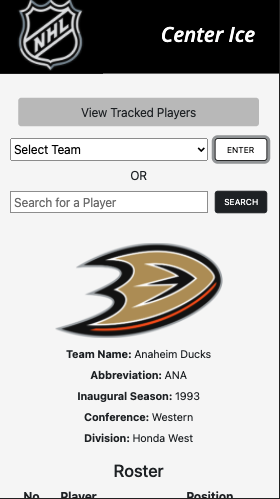 NHL
Center Ice
View Tracked Players
Select Team ENTER
OR
Search for a Player SEARCH
Team Name: Anaheim Ducks
Abbreviation: ANA
Inaugural Season: 1993
Conference: Western
Division: Honda West
Roster
No. Player Position